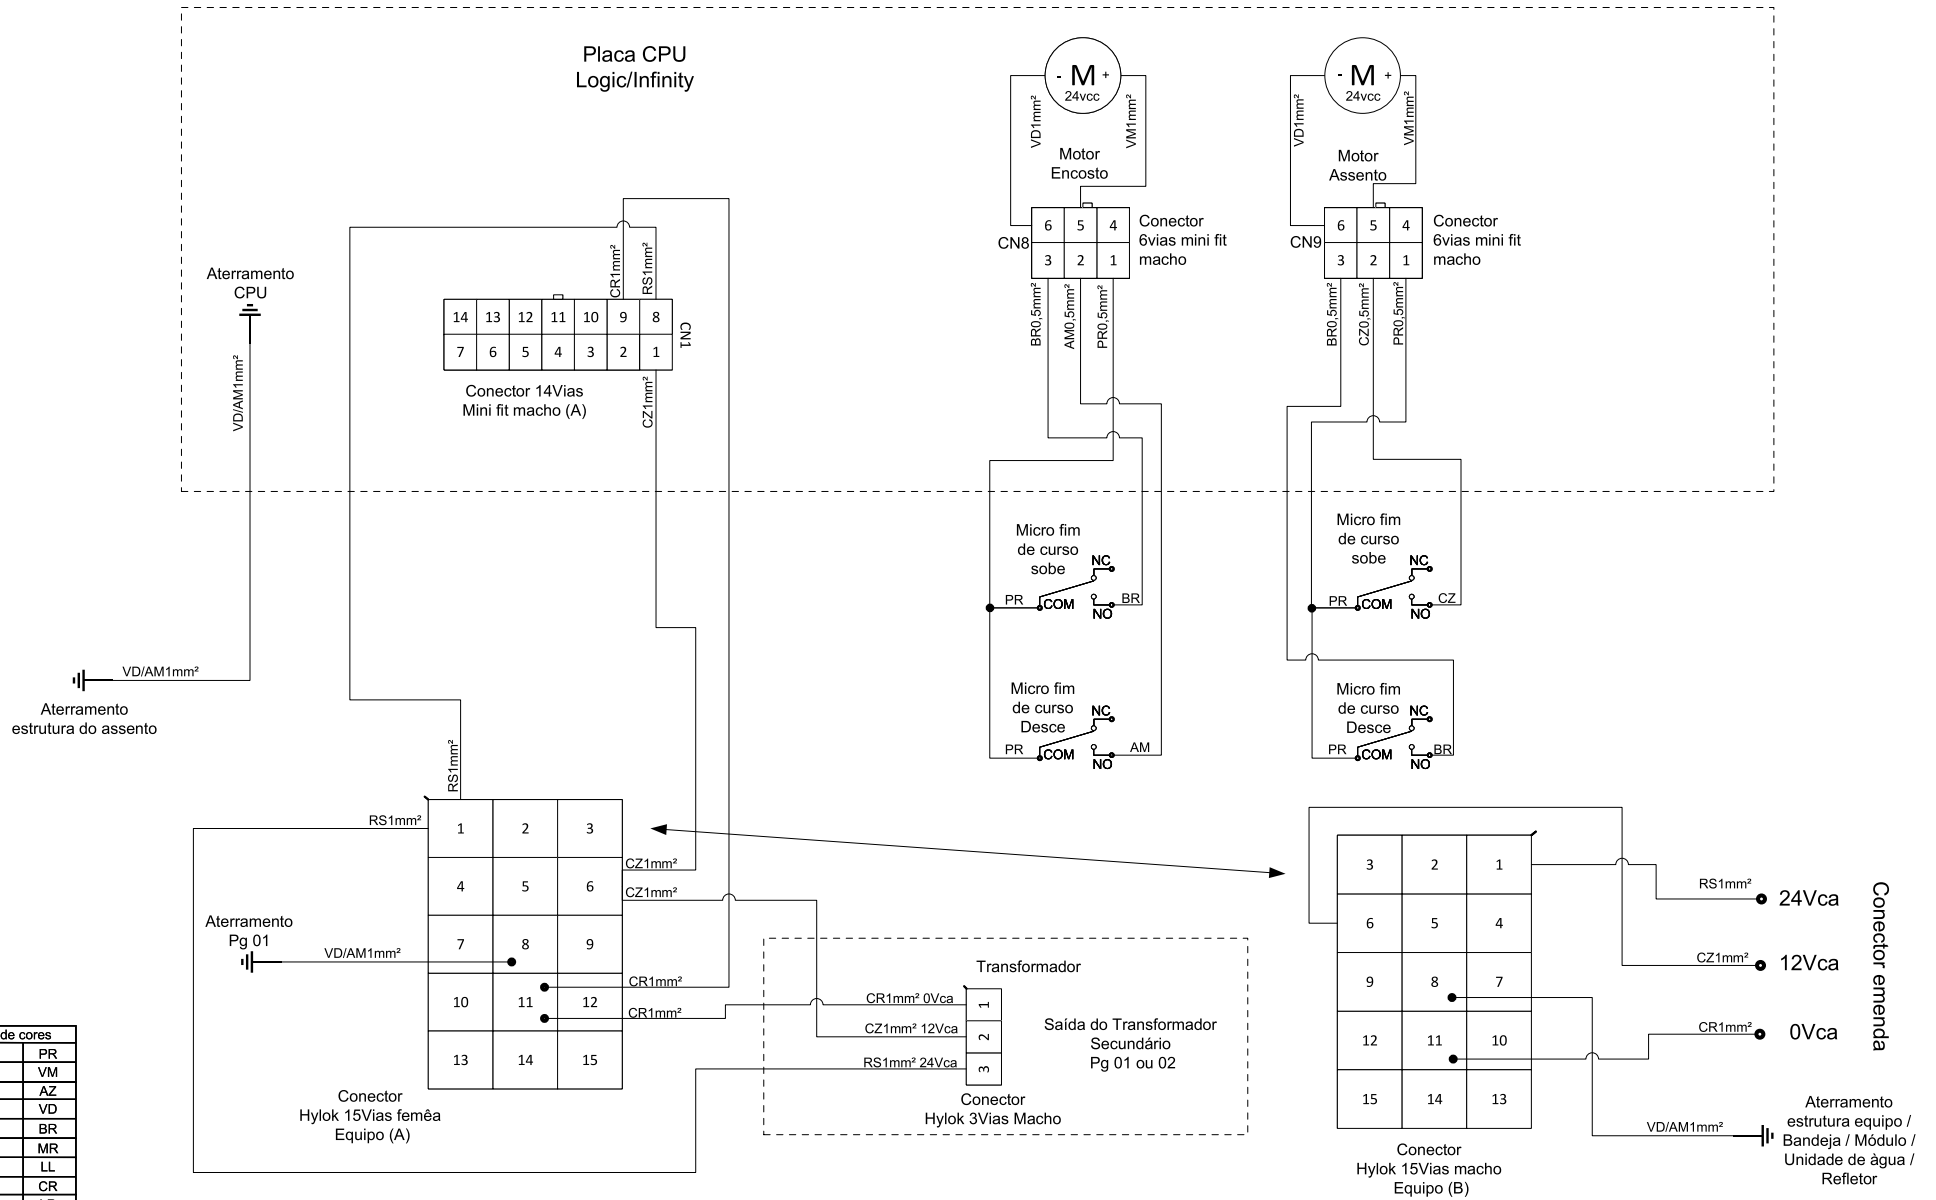 Placa CPU
Logic/Infinity
- M +
24vcc
VD1mm²
VM1mm²
Motor
Encosto
- M +
24vcc
VD1mm²
VM1mm²
Motor
Assento
6 5 4
3 2 1
CN8
Conector
6vias mini fit
macho
6 5 4
3 2 1
CN9
Conector
6vias mini fit
macho
BR0,5mm²
AM0,5mm²
PR0,5mm²
BR0,5mm²
CZ0,5mm²
PR0,5mm²
Aterramento
CPU
VD/AM1mm²
CR1mm²
RS1mm²
14 13 12 11 10 9 8
7 6 5 4 3 2 1
CN1
Conector 14Vias
Mini fit macho (A)
CZ1mm²
Micro fim
de curso
sobe
NC
PR
COM
BR
NO
Micro fim
de curso
sobe
NC
PR
COM
CZ
NO
Micro fim
de curso
Desce
NC
PR
COM
AM
NO
Micro fim
de curso
Desce
NC
PR
COM
BR
NO
VD/AM1mm²
Aterramento
estrutura do assento
RS1mm²
RS1mm²
1 2 3
4 5 6
7 8 9
10 11 12
13 14 15
CZ1mm²
CZ1mm²
Aterramento
Pg 01
VD/AM1mm²
CR1mm²
CR1mm²
Conector
Hylok 15Vias femêa
Equipo (A)
Transformador
CR1mm² 0Vca
CZ1mm² 12Vca
RS1mm² 24Vca
1
2
3
Saída do Transformador
Secundário
Pg 01 ou 02
Conector
Hylok 3Vias Macho
3 2 1
6 5 4
9 8 7
12 11 10
15 14 13
Conector
Hylok 15Vias macho
Equipo (B)
RS1mm²
24Vca
CZ1mm²
12Vca
CR1mm²
0Vca
Conector emenda
VD/AM1mm²
Aterramento
estrutura equipo /
Bandeja / Módulo /
Unidade de àgua /
Refletor
de cores
PR
VM
AZ
VD
BR
MR
LL
CR